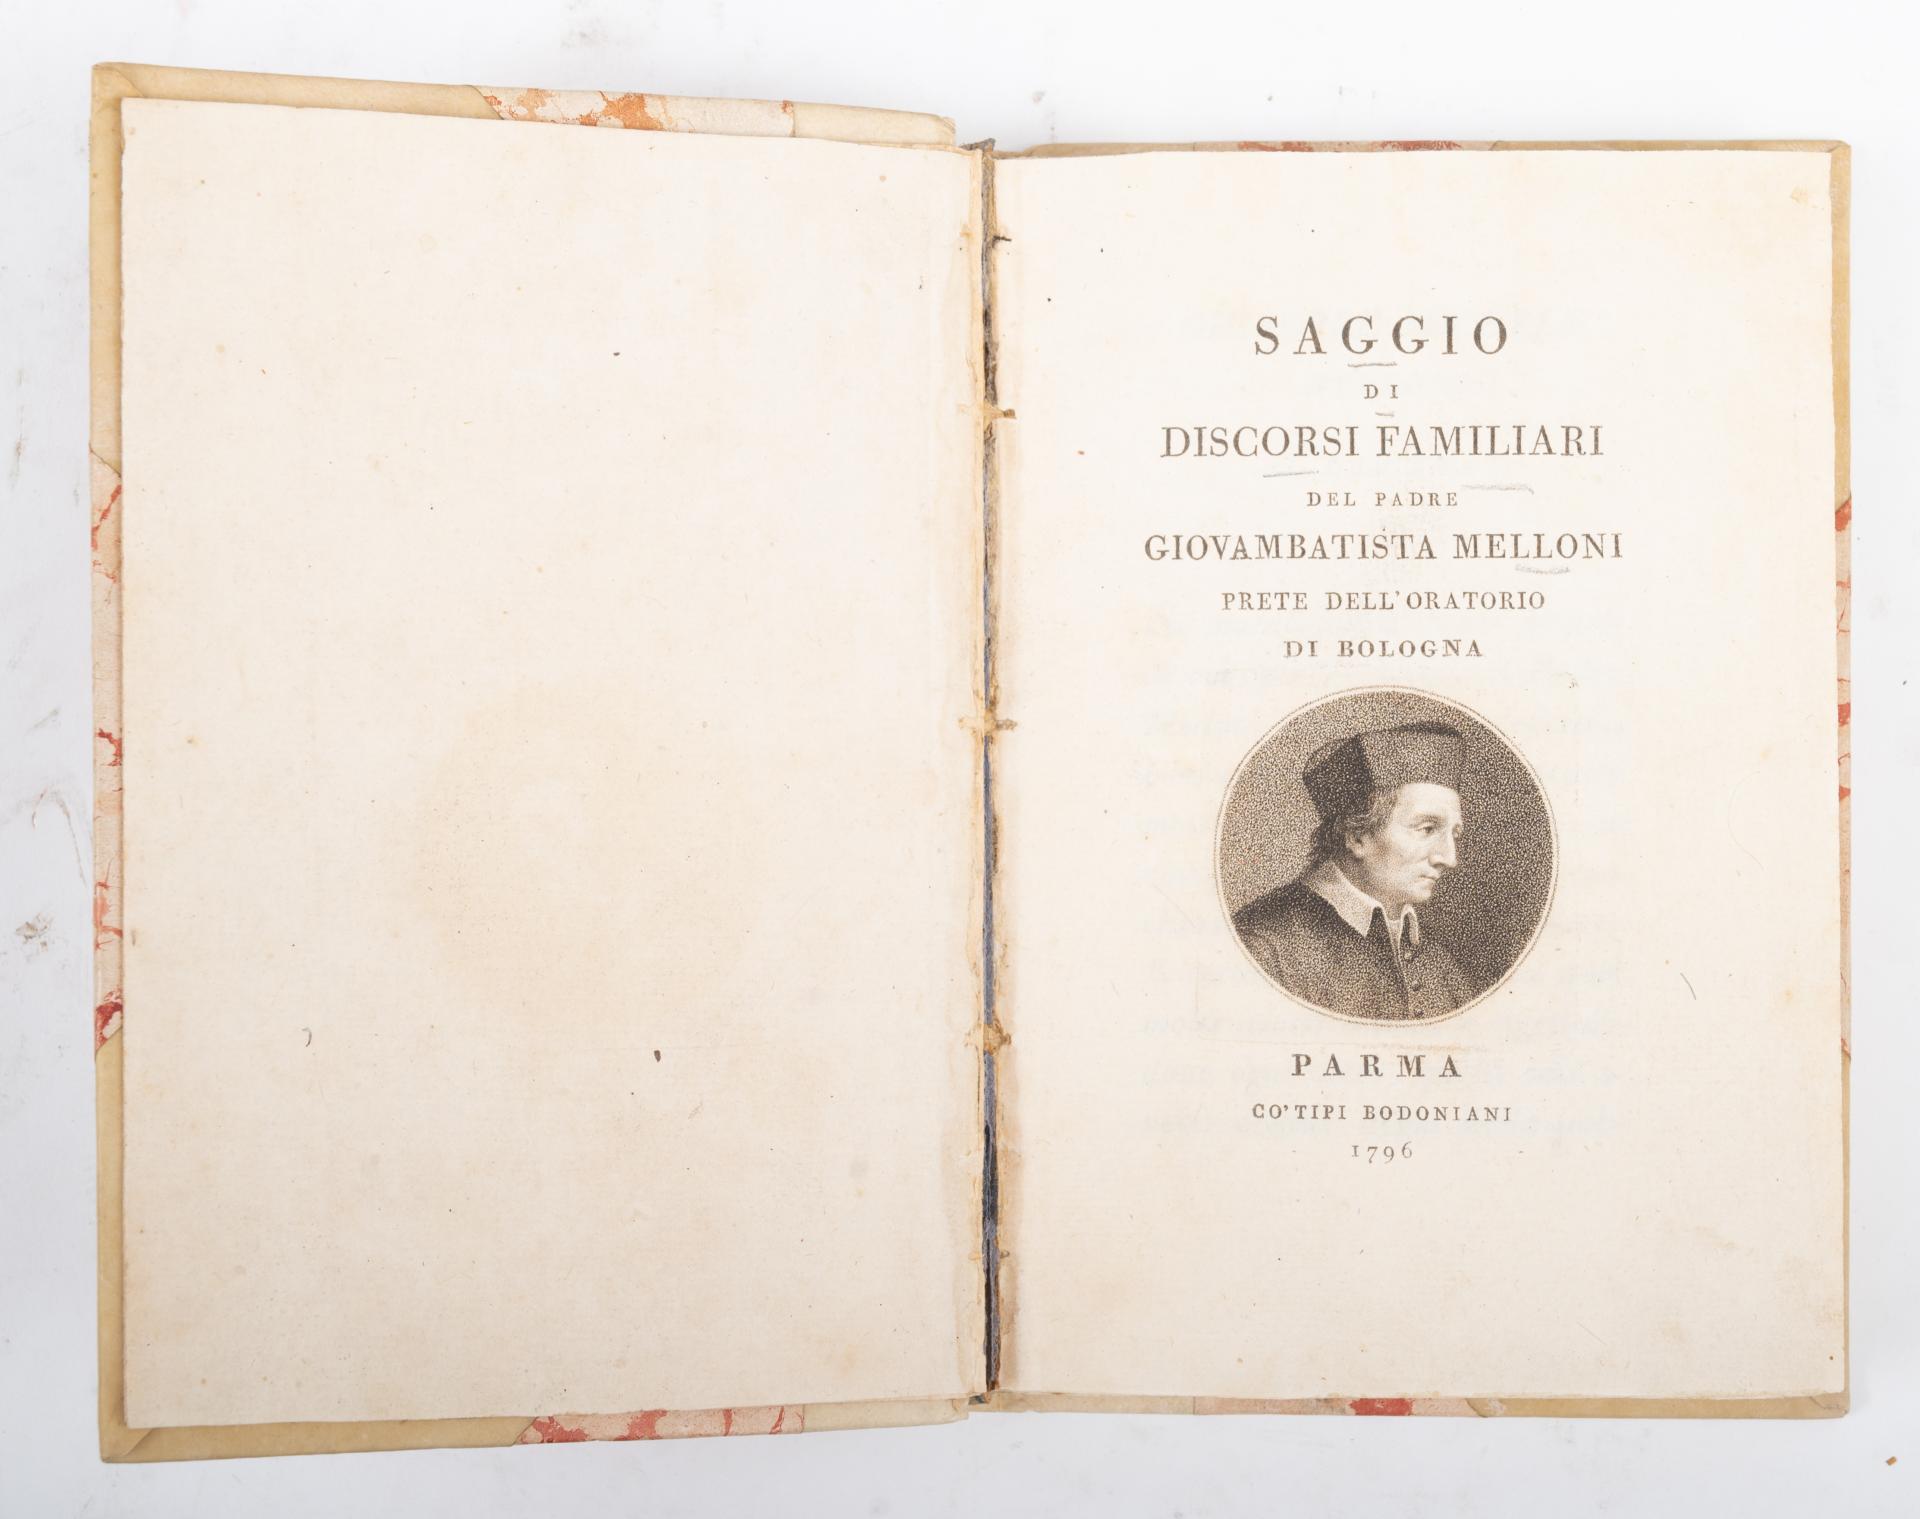 SAGGIO
DI
DISCORSI FAMILIARI
DEL PADRE
GIOVAMBATISTA MELLONI
PRETE DELL'ORATORIO
DI BOLOGNA
PARMA
CO'TIPI BODONIANI
1796